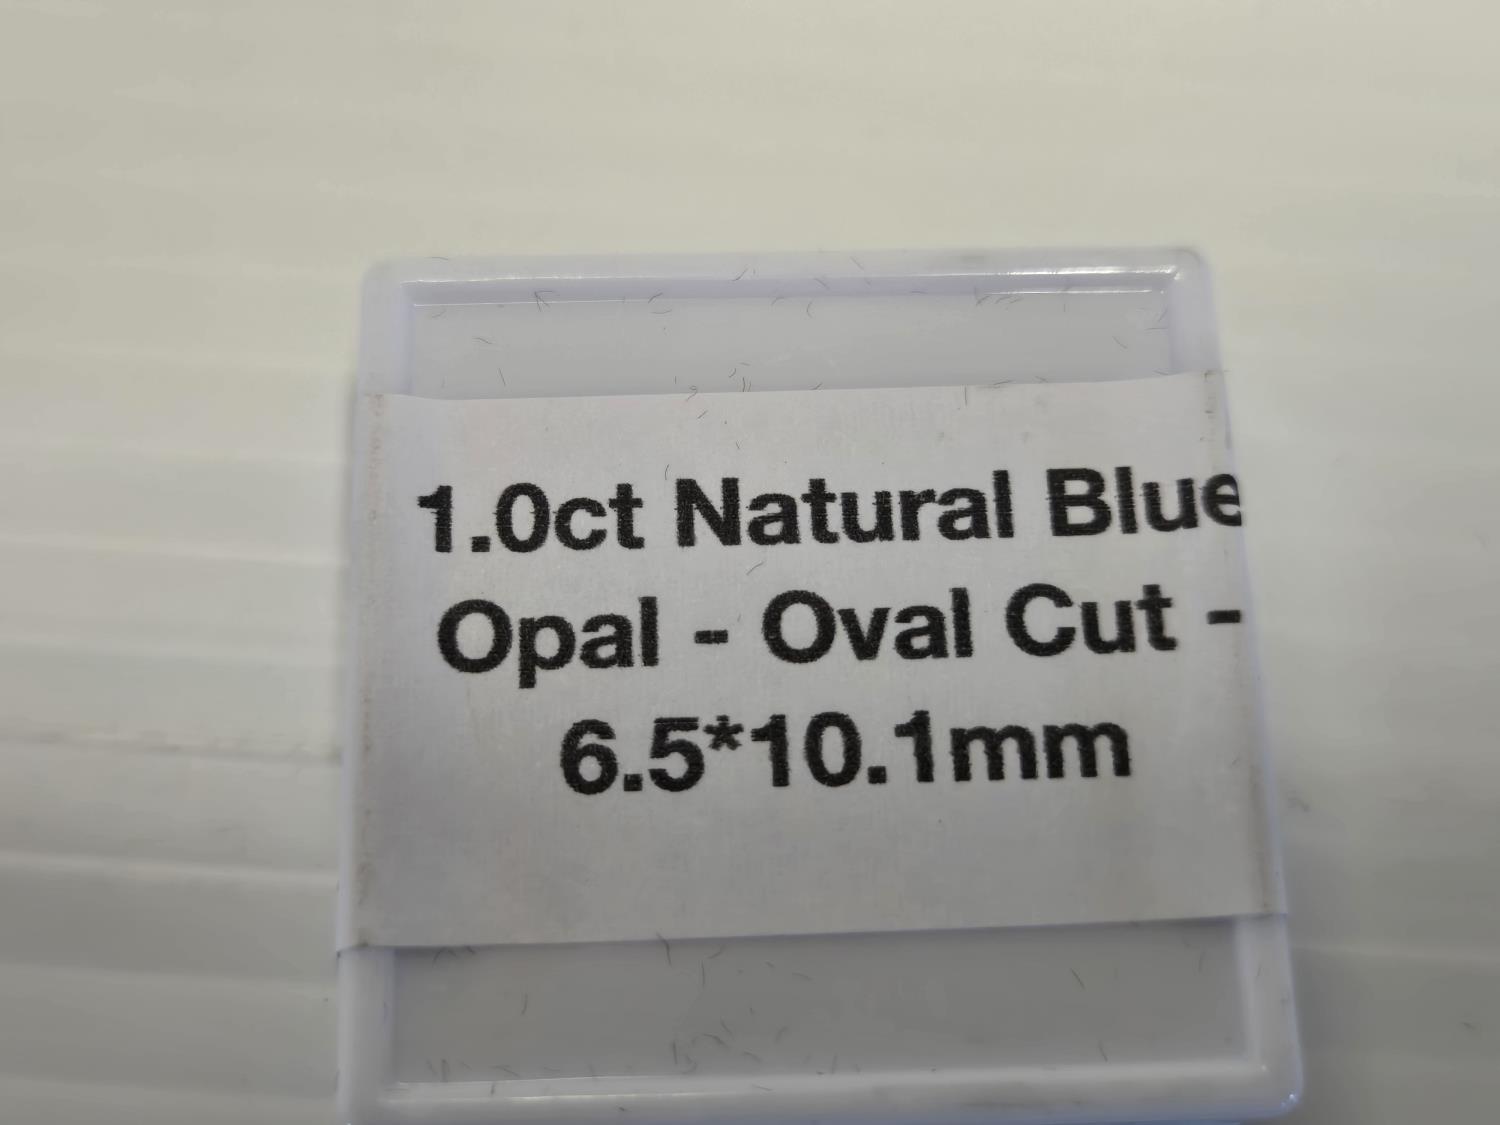 1.0ct Natural Blue
Opal - Oval Cut -
6.5*10.1mm